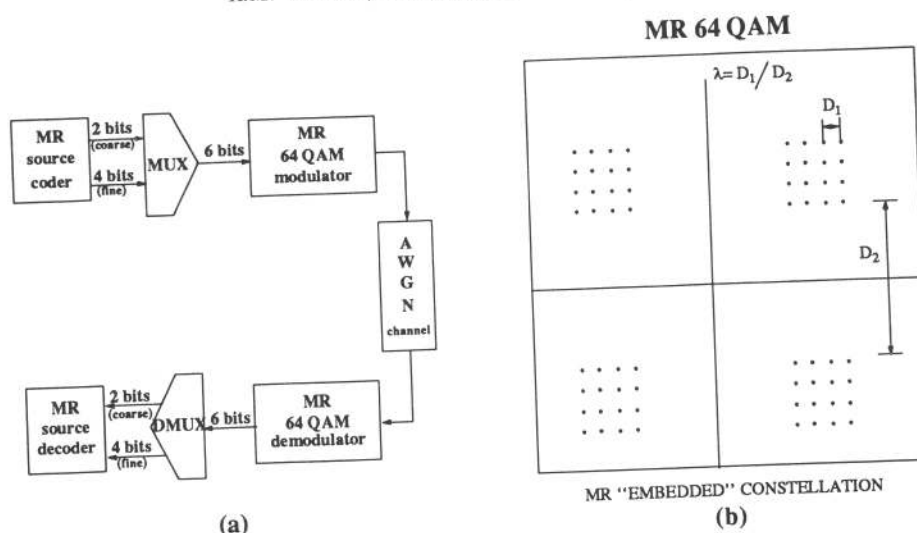 MR 64 QAM
λ= D₁/ D₂
D₁
D₂
MR "EMBEDDED" CONSTELLATION
(b)
MR
source
coder
2 bits
(coarse)
4 bits
(fine)
MUX
6 bits
MR
64 QAM
modulator
A
W
G
N
channel
MR
64 QAM
demodulator
6 bits
DMUX
2 bits
(coarse)
4 bits
(fine)
MR
source
decoder
(a)